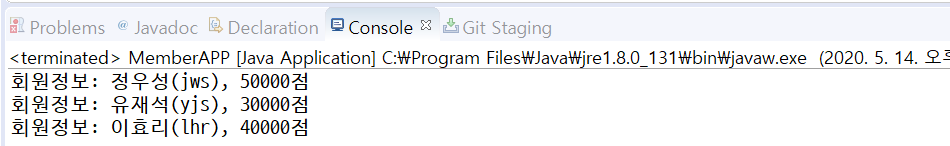 Problems @ Javadoc Declaration Console Git Staging
<terminated> MemberAPP [Java Application] C:₩Program Files₩Java₩jre1.8.0_131₩bin₩javaw.exe (2020. 5. 14. 오후
회원정보: 정우성(jws), 50000점
회원정보: 유재석(yjs), 30000점
회원정보: 이효리(lhr), 40000점